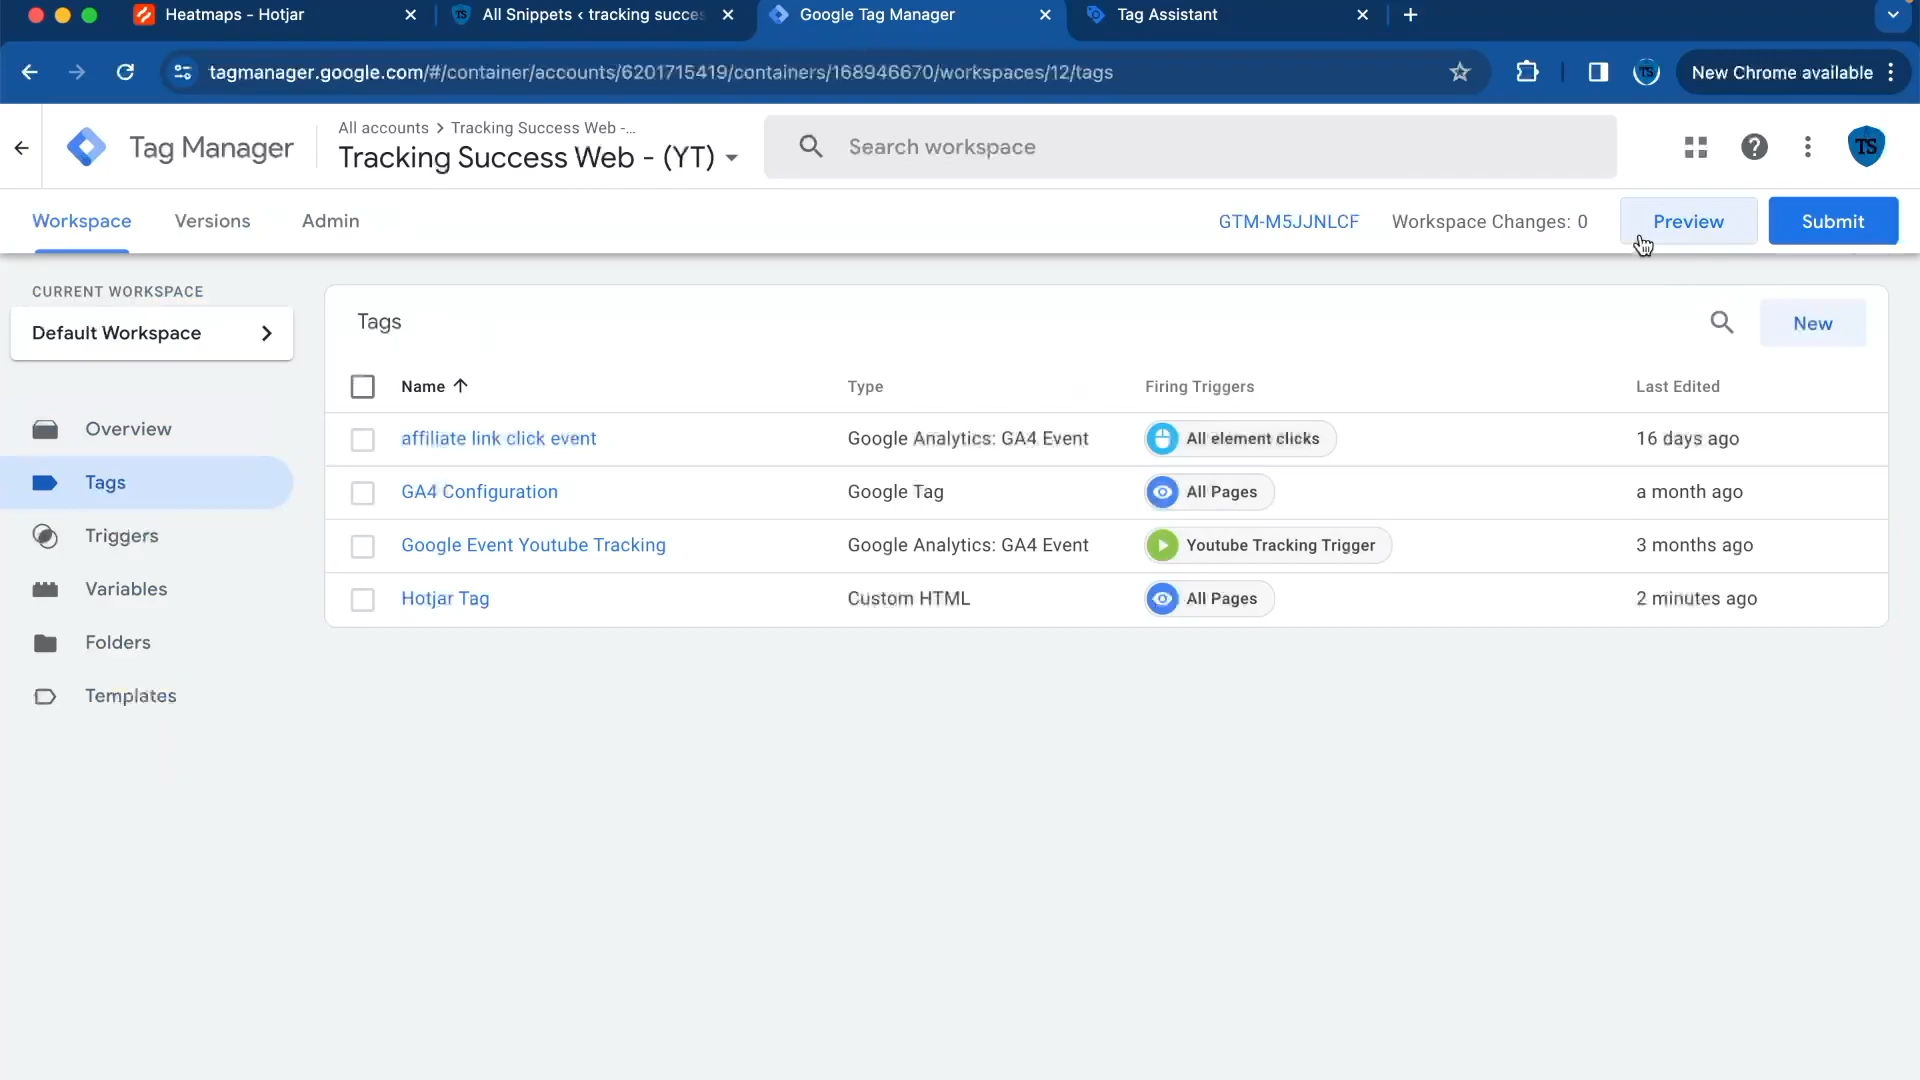 Heatmaps - Hotjar
All Snippets ‹ tracking succes
Google Tag Manager
Tag Assistant
tagmanager.google.com/#/container/accounts/6201715419/containers/168946670/workspaces/12/tags
TS
New Chrome available
Tag Manager
All accounts > Tracking Success Web -...
Tracking Success Web - (YT)
Search workspace
TS
Workspace
Versions
Admin
GTM-M5JJNLCF
Workspace Changes: 0
Preview
Submit
CURRENT WORKSPACE
Default Workspace
Overview
Tags
Triggers
Variables
Folders
Templates
Tags
New
Name Type Firing Triggers Last Edited
affiliate link click event Google Analytics: GA4 Event All element clicks 16 days ago
GA4 Configuration Google Tag All Pages a month ago
Google Event Youtube Tracking Google Analytics: GA4 Event Youtube Tracking Trigger 3 months ago
Hotjar Tag Custom HTML All Pages 2 minutes ago